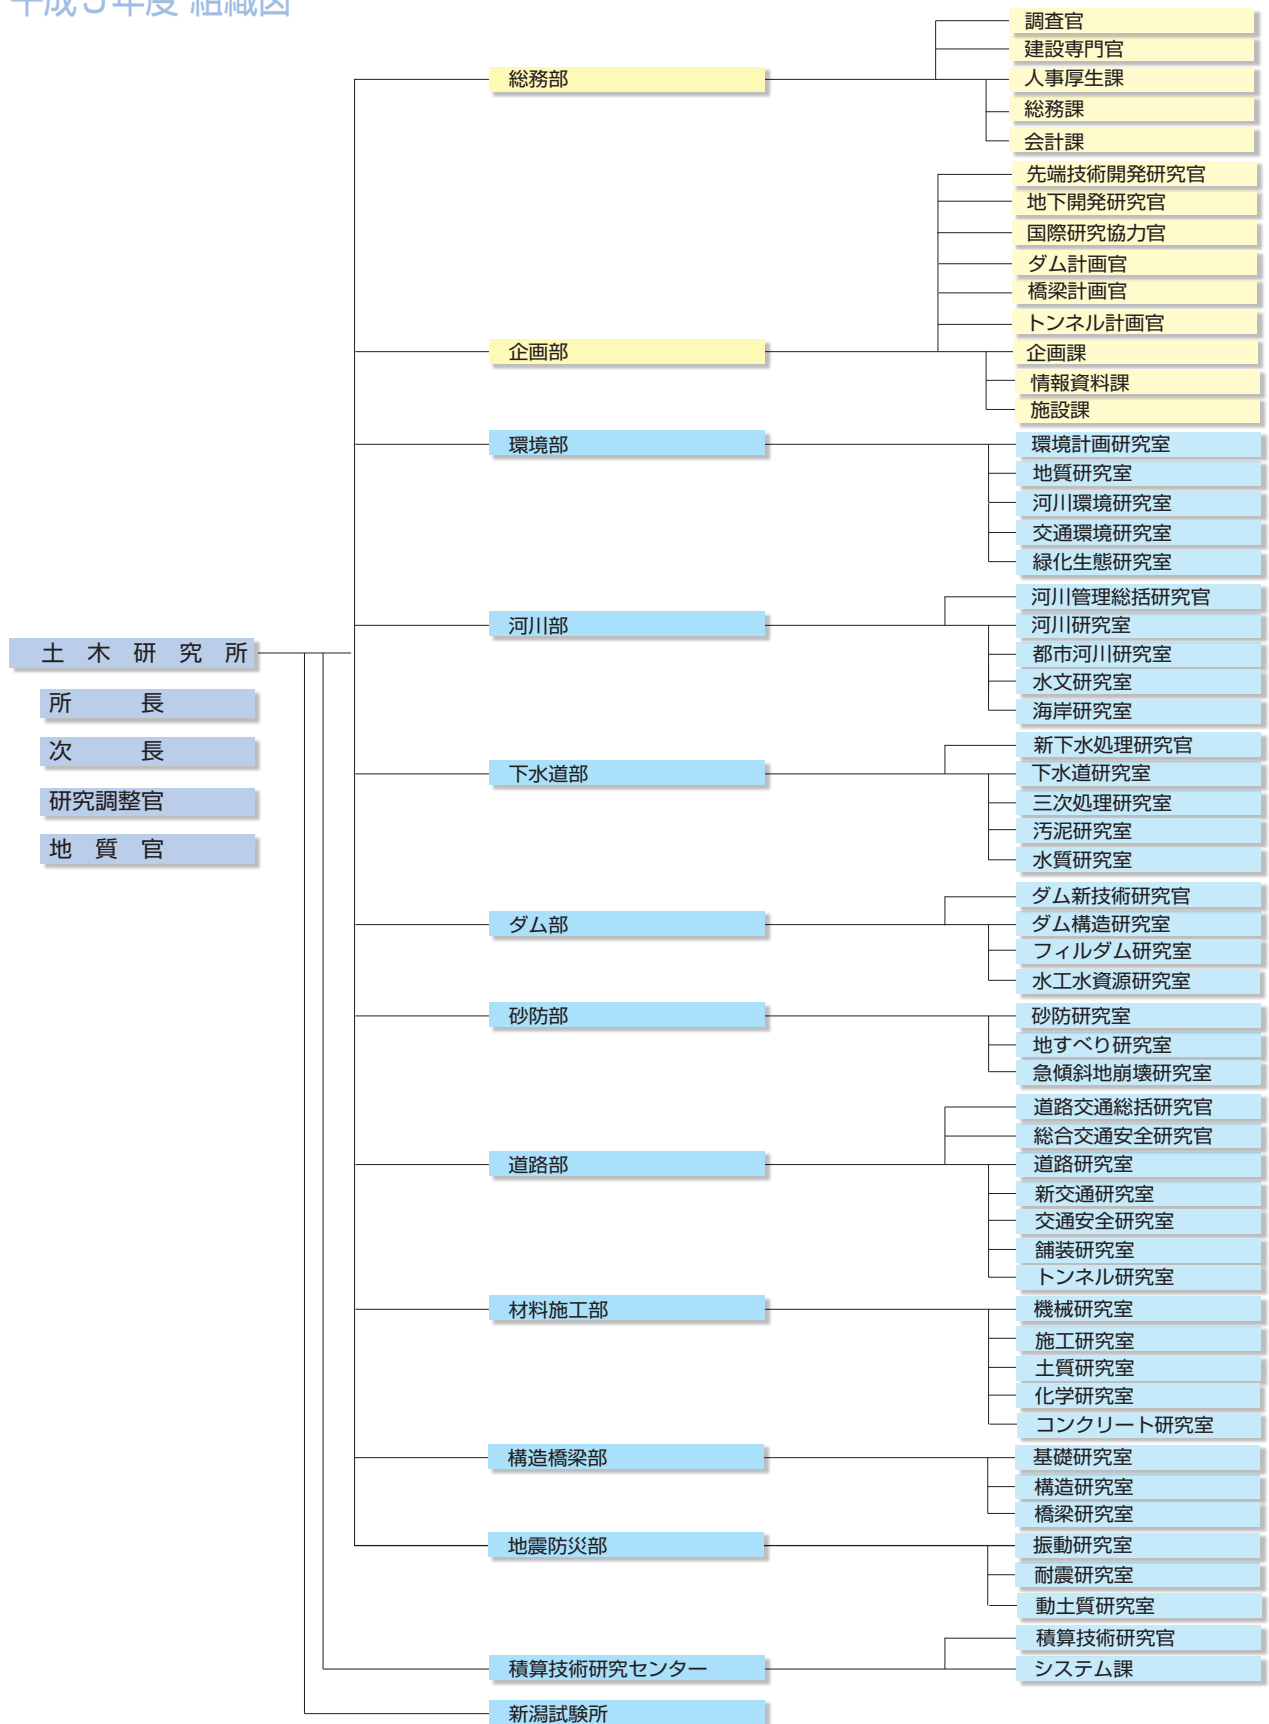 平成5年度 組織図
調査官
建設専門官
総務部
人事厚生課
総務課
会計課
先端技術開発研究官
地下開発研究官
国際研究協力官
ダム計画官
橋梁計画官
トンネル計画官
企画部
企画課
情報資料課
施設課
環境部
環境計画研究室
地質研究室
河川環境研究室
交通環境研究室
緑化生態研究室
河川管理総括研究官
河川部
河川研究室
土木研究所
都市河川研究室
水文研究室
所長
海岸研究室
次長
新下水処理研究官
下水道部
下水道研究室
研究調整官
三次処理研究室
汚泥研究室
地質官
水質研究室
ダム新技術研究官
ダム部
ダム構造研究室
フィルダム研究室
水工水資源研究室
砂防部
砂防研究室
地すべり研究室
急傾斜地崩壊研究室
道路交通総括研究官
総合交通安全研究官
道路部
道路研究室
新交通研究室
交通安全研究室
舗装研究室
トンネル研究室
材料施工部
機械研究室
施工研究室
土質研究室
化学研究室
コンクリート研究室
構造橋梁部
基礎研究室
構造研究室
橋梁研究室
地震防災部
振動研究室
耐震研究室
動土質研究室
積算技術研究官
積算技術研究センター
システム課
新潟試験所